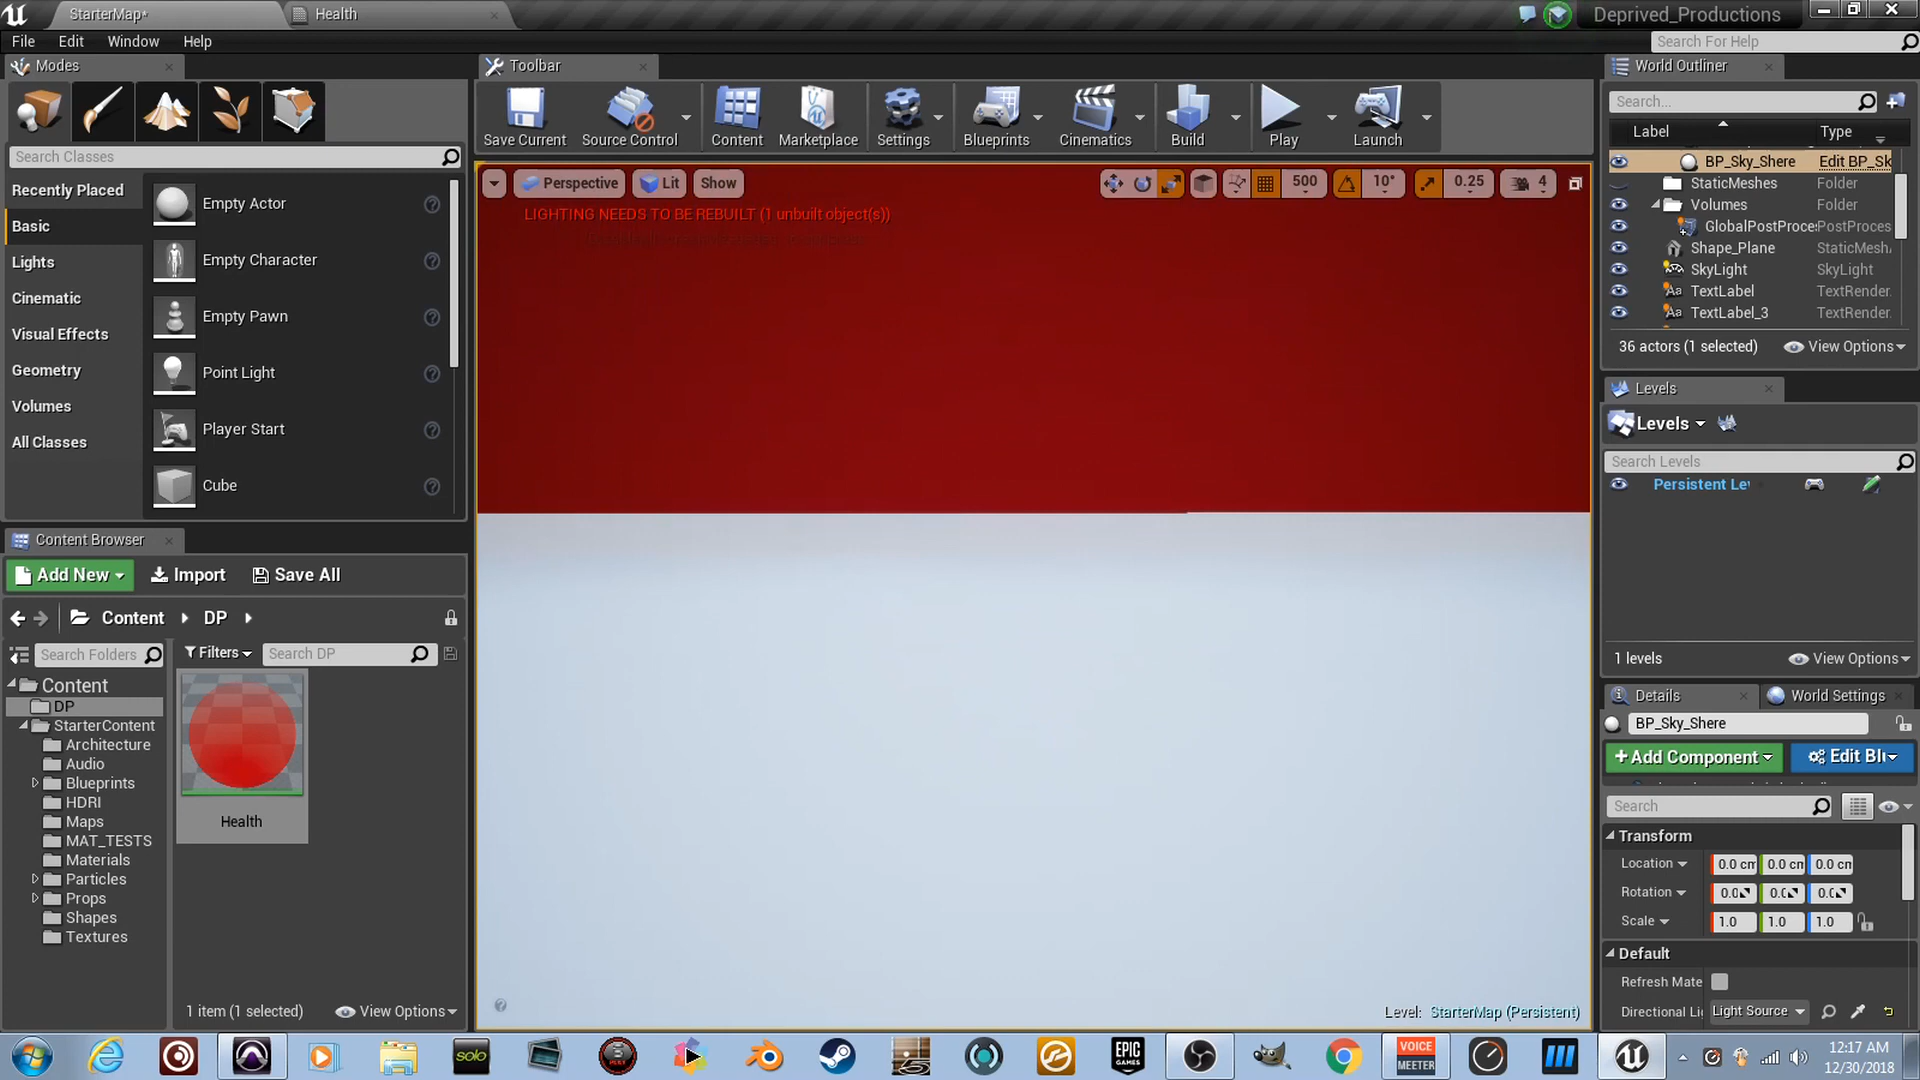 StarterMap*
Health
Deprived_Productions
File Edit Window Help
Search For Help
Modes
Toolbar
World Outliner
Save Current
Source Control
Content
Marketplace
Settings
Blueprints
Cinematics
Build
Play
Launch
Search...
Label
Type
Search Classes
Recently Placed
Basic
Lights
Cinematic
Visual Effects
Geometry
Volumes
All Classes
Empty Actor
Empty Character
Empty Pawn
Point Light
Player Start
Cube
Perspective
Lit
Show
500
10°
0.25
4
LIGHTING NEEDS TO BE REBUILT (1 unbuilt object(s))
BP_Sky_Shere Edit BP_Sk
StaticMeshes Folder
Volumes Folder
GlobalPostProces PostProces
Shape_Plane StaticMesh
SkyLight SkyLight
TextLabel TextRender
TextLabel_3 TextRender
36 actors (1 selected)
View Options
Levels
Levels
Search Levels
Persistent Le
1 levels
View Options
Content Browser
Add New
Import
Save All
Content
DP
Search Folders
Filters
Search DP
Content
DP
StarterContent
Architecture
Audio
Blueprints
HDRI
Maps
MAT_TESTS
Materials
Particles
Props
Shapes
Textures
Health
1 item (1 selected)
View Options
Level: StarterMap (Persistent)
Details
World Settings
BP_Sky_Shere
+Add Component
Edit Blu
Search
Transform
Location 0.0 cm 0.0 cm 0.0 cm
Rotation 0.0 0.0 0.0
Scale 1.0 1.0 1.0
Default
Refresh Mate
Directional Li Light Source
solo
EPIC
GAMES
VOICE
MEETER
12:17 AM
12/30/2018